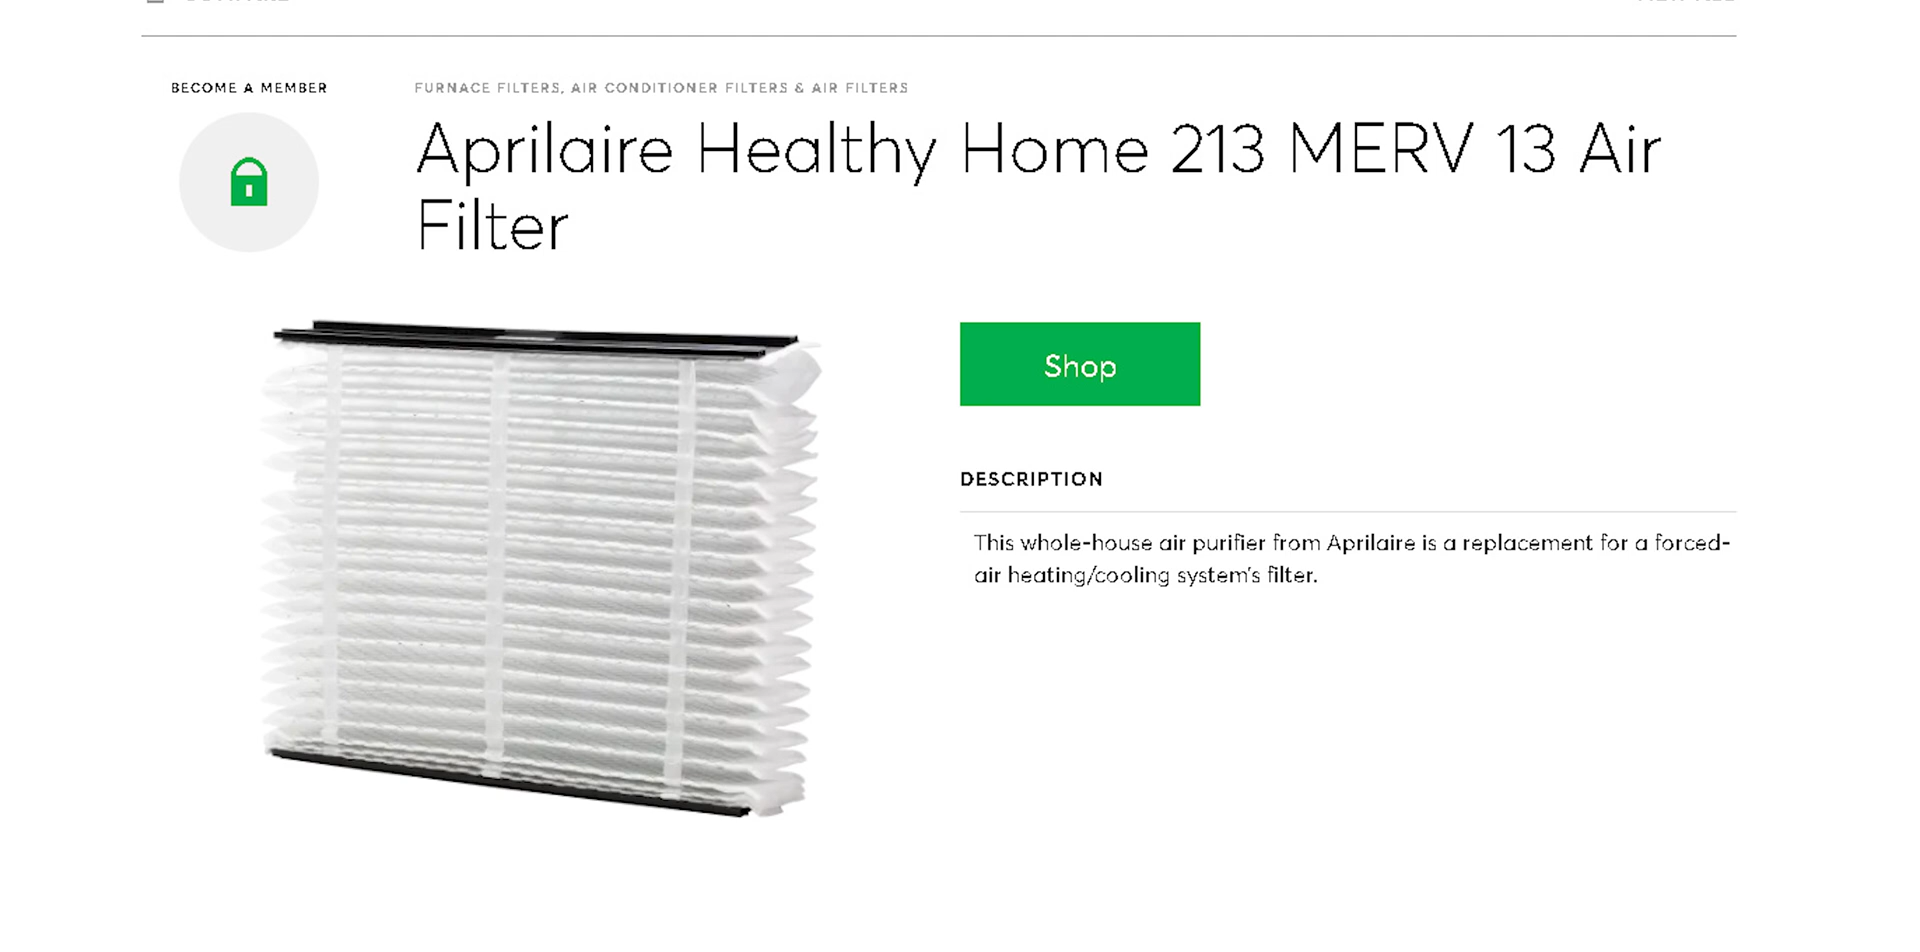 BECOME A MEMBER
FURNACE FILTERS, AIR CONDITIONER FILTERS & AIR FILTERS
Aprilaire Healthy Home 213 MERV 13 Air
Filter
Shop
DESCRIPTION
This whole-house air purifier from Aprilaire is a replacement for a forced-
air heating/cooling system's filter.